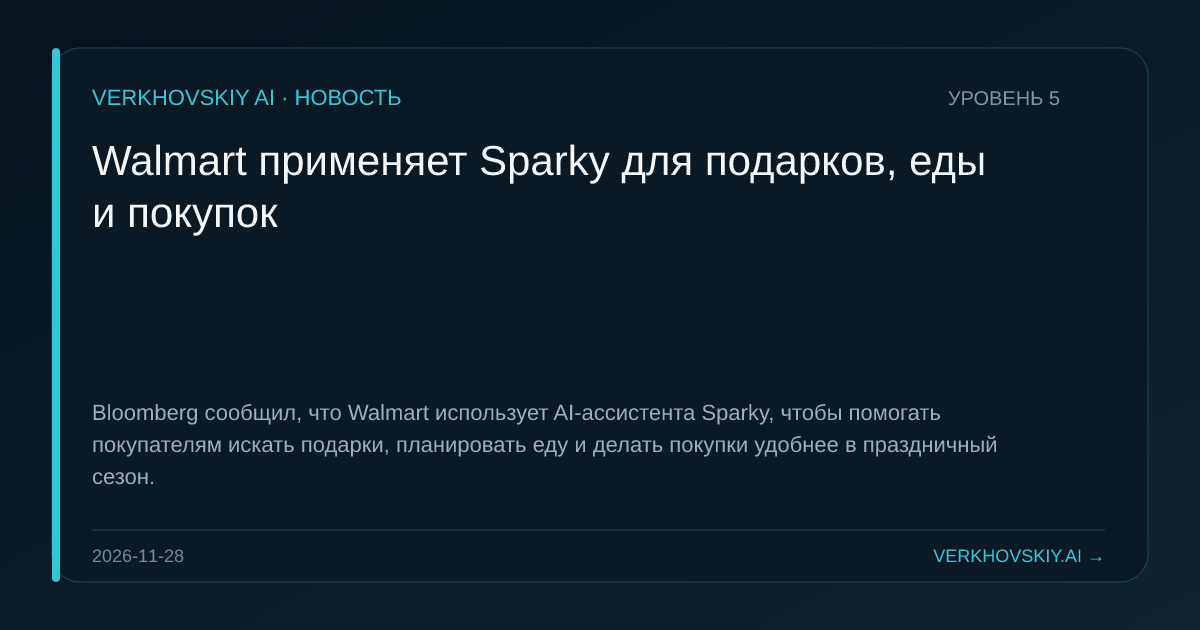 VERKHOVSKIY AI · НОВОСТЬ
УРОВЕНЬ 5
Walmart применяет Sparky для подарков, еды
и покупок
Bloomberg сообщил, что Walmart использует AI-ассистента Sparky, чтобы помогать
покупателям искать подарки, планировать еду и делать покупки удобнее в праздничный
сезон.
2026-11-28
VERKHOVSKIY.AI →